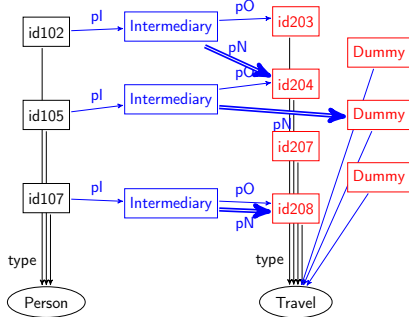 id102
pI
Intermediary
pO
id203
pN
Dummy
id105
pI
Intermediary
pO
id204
pN
Dummy
id207
id107
pI
Intermediary
pO
pN
id208
Dummy
type
type
Person
Travel